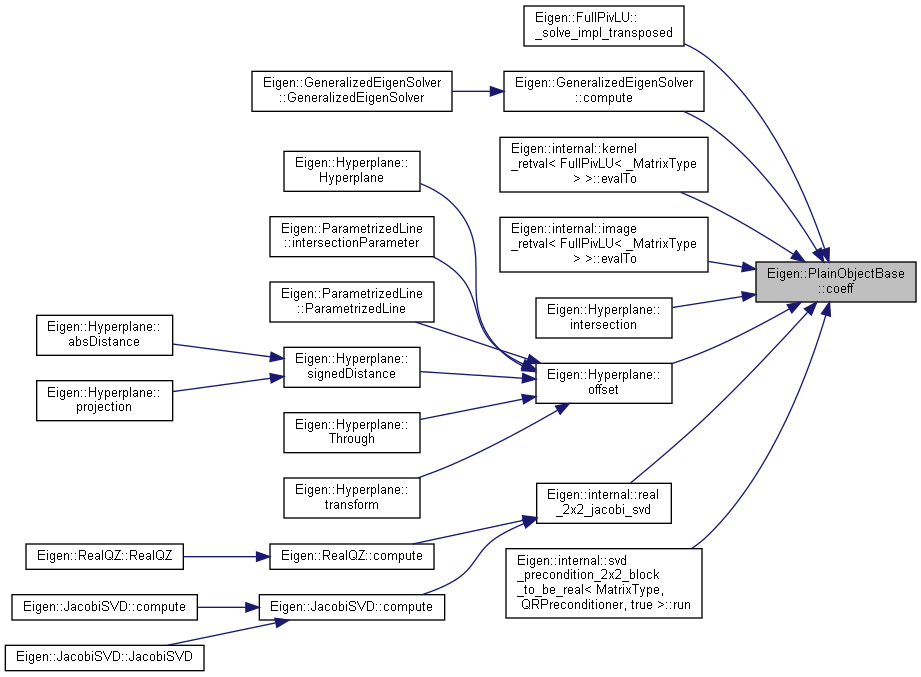 Eigen::FullPivLU::
_solve_impl_transposed
Eigen::GeneralizedEigenSolver
::GeneralizedEigenSolver
Eigen::GeneralizedEigenSolver
::compute
Eigen::internal::kernel
_retval< FullPivLU< _MatrixType
> >::evalTo
Eigen::Hyperplane::
Hyperplane
Eigen::ParametrizedLine
::intersectionParameter
Eigen::internal::image
_retval< FullPivLU< _MatrixType
> >::evalTo
Eigen::PlainObjectBase
::coeff
Eigen::ParametrizedLine
::ParametrizedLine
Eigen::Hyperplane::
intersection
Eigen::Hyperplane::
absDistance
Eigen::Hyperplane::
signedDistance
Eigen::Hyperplane::
offset
Eigen::Hyperplane::
projection
Eigen::Hyperplane::
Through
Eigen::Hyperplane::
transform
Eigen::internal::real
_2x2_jacobi_svd
Eigen::RealQZ::RealQZ
Eigen::RealQZ::compute
Eigen::internal::svd
_precondition_2x2_block
_to_be_real< MatrixType,
QRPreconditioner, true >::run
Eigen::JacobiSVD::compute
Eigen::JacobiSVD::compute
Eigen::JacobiSVD::JacobiSVD